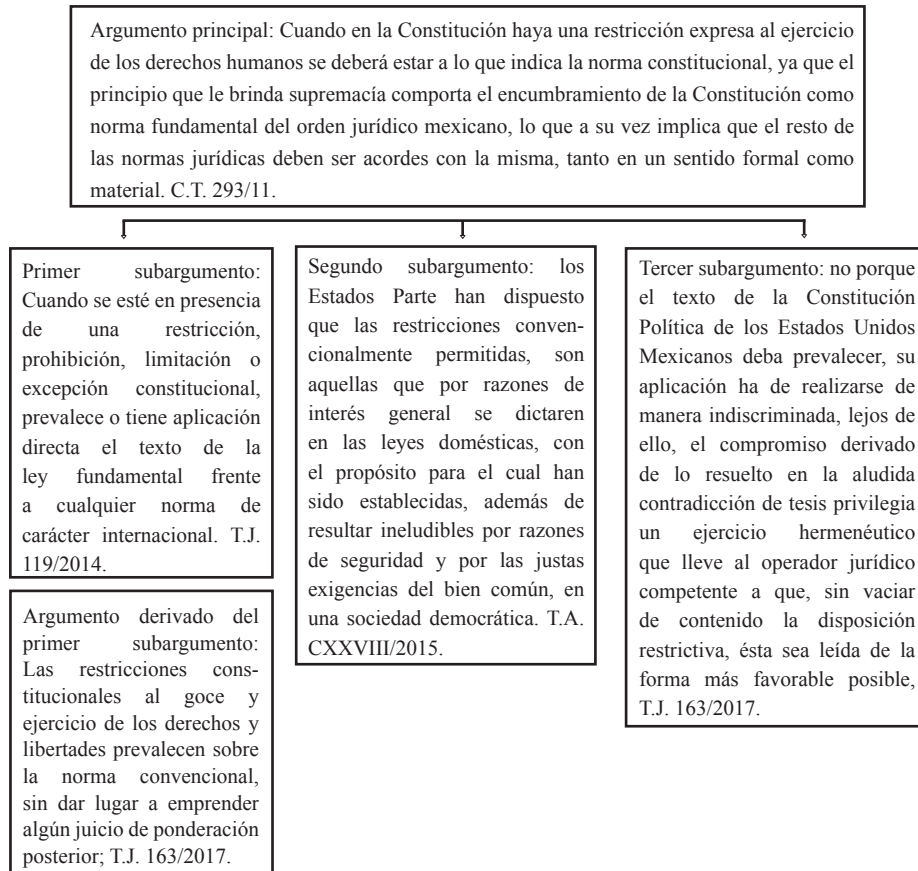 Argumento principal: Cuando en la Constitución haya una restricción expresa al ejercicio
de los derechos humanos se deberá estar a lo que indica la norma constitucional, ya que el
principio que le brinda supremacía comporta el encumbramiento de la Constitución como
norma fundamental del orden jurídico mexicano, lo que a su vez implica que el resto de
las normas jurídicas deben ser acordes con la misma, tanto en un sentido formal como
material. C.T. 293/11.
Primer subargumento:
Cuando se esté en presencia
de una restricción,
prohibición, limitación o
excepción constitucional,
prevalece o tiene aplicación
directa el texto de la
ley fundamental frente
a cualquier norma de
carácter internacional. T.J.
119/2014.
Argumento derivado del
primer subargumento:
Las restricciones cons-
titucionales al goce y
ejercicio de los derechos y
libertades prevalecen sobre
la norma convencional,
sin dar lugar a emprender
algún juicio de ponderación
posterior; T.J. 163/2017.
Segundo subargumento: los
Estados Parte han dispuesto
que las restricciones conven-
cionalmente permitidas, son
aquellas que por razones de
interés general se dictaren
en las leyes domésticas, con
el propósito para el cual han
sido establecidas, además de
resultar ineludibles por razones
de seguridad y por las justas
exigencias del bien común, en
una sociedad democrática. T.A.
CXXVIII/2015.
Tercer subargumento: no porque
el texto de la Constitución
Política de los Estados Unidos
Mexicanos deba prevalecer, su
aplicación ha de realizarse de
manera indiscriminada, lejos de
ello, el compromiso derivado
de lo resuelto en la aludida
contradicción de tesis privilegia
un ejercicio hermenéutico
que lleve al operador jurídico
competente a que, sin vaciar
de contenido la disposición
restrictiva, ésta sea leída de la
forma más favorable posible,
T.J. 163/2017.